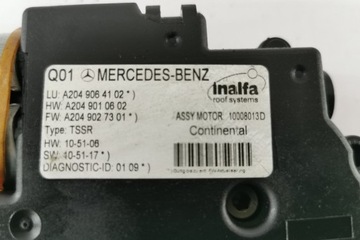 Q01 MERCEDES-BENZ
LU: A204 906 41 02 *)
HW: A204 901 06 02
FW: A204 902 73 01 *)
Type: TSSR
HW: 10-51-06
SW: 40-51-17 *)
DIAGNOSTIC-ID: 01 09 *)
inalfa
roof systems
ASSY MOTOR: 10008013D
Continental